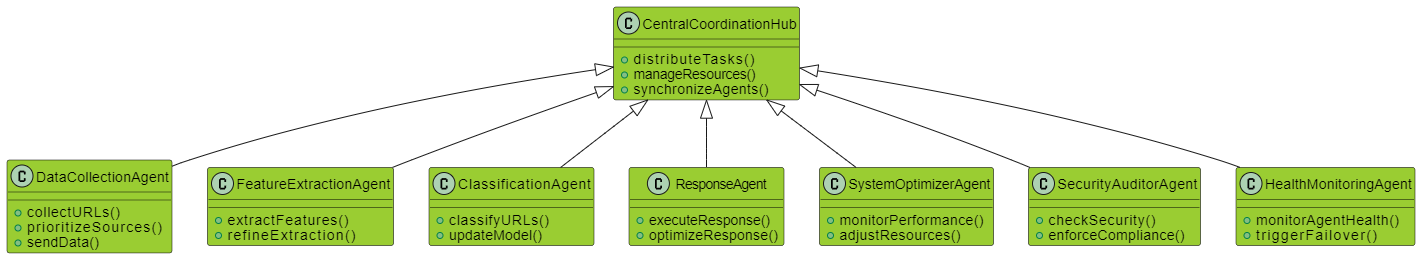 C CentralCoordinationHub
distributeTasks()
manageResources()
synchronizeAgents()
C DataCollectionAgent
collectURLs()
prioritizeSources()
sendData()
C FeatureExtractionAgent
extractFeatures()
refineExtraction()
C ClassificationAgent
classifyURLs()
updateModel()
C ResponseAgent
executeResponse()
optimizeResponse()
C SystemOptimizerAgent
monitorPerformance()
adjustResources()
C SecurityAuditorAgent
checkSecurity()
enforceCompliance()
C HealthMonitoringAgent
monitorAgentHealth()
triggerFailover()